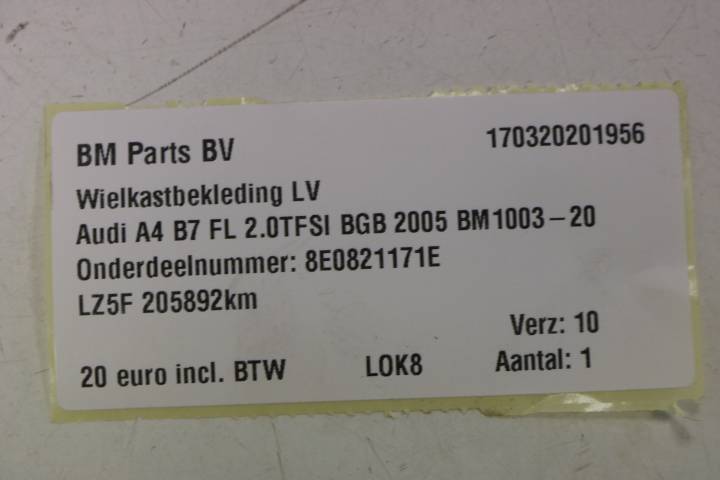 BM Parts BV 170320201956
Wielkastbekleding LV
Audi A4 B7 FL 2.0TFSI BGB 2005 BM1003-20
Onderdeelnummer: 8E0821171E
LZ5F 205892km
Verz: 10
20 euro incl. BTW LOK8 Aantal: 1